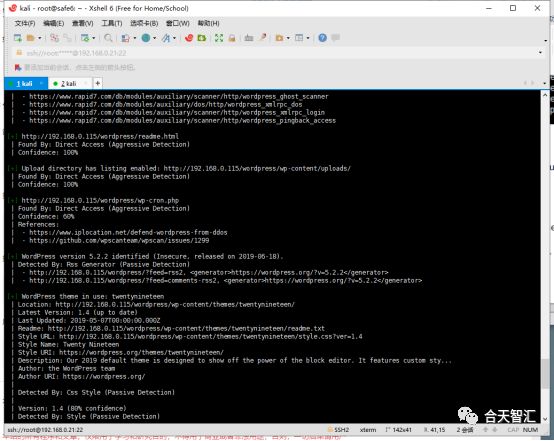 kali - root@safe6: ~ - Xshell 6 (Free for Home/School)
文件(F) 编辑(E) 查看(V) 工具(T) 选项卡(B) 窗口(W) 帮助(H)
ssh://root:*****@192.168.0.21:22
要添加当前会话，点击左侧的箭头按钮。
1 kali
2 kali
| - https://www.rapid7.com/db/modules/auxiliary/scanner/http/wordpress_ghost_scanner
| - https://www.rapid7.com/db/modules/auxiliary/dos/http/wordpress_xmlrpc_dos
| - https://www.rapid7.com/db/modules/auxiliary/scanner/http/wordpress_xmlrpc_login
| - https://www.rapid7.com/db/modules/auxiliary/scanner/http/wordpress_pingback_access
[+] http://192.168.0.115/wordpress/readme.html
| Found By: Direct Access (Aggressive Detection)
| Confidence: 100%
[+] Upload directory has listing enabled: http://192.168.0.115/wordpress/wp-content/uploads/
| Found By: Direct Access (Aggressive Detection)
| Confidence: 100%
[+] http://192.168.0.115/wordpress/wp-cron.php
| Found By: Direct Access (Aggressive Detection)
| Confidence: 60%
| References:
| - https://www.iplocation.net/defend-wordpress-from-ddos
| - https://github.com/wpscanteam/wpscan/issues/1299
[+] WordPress version 5.2.2 identified (Insecure, released on 2019-06-18).
| Detected By: Rss Generator (Passive Detection)
| - http://192.168.0.115/wordpress/?feed=rss2, <generator>https://wordpress.org/?v=5.2.2</generator>
| - http://192.168.0.115/wordpress/?feed=comments-rss2, <generator>https://wordpress.org/?v=5.2.2</generator>
[+] WordPress theme in use: twentynineteen
| Location: http://192.168.0.115/wordpress/wp-content/themes/twentynineteen/
| Latest Version: 1.4 (up to date)
| Last Updated: 2019-05-07T00:00:00.000Z
| Readme: http://192.168.0.115/wordpress/wp-content/themes/twentynineteen/readme.txt
| Style URL: http://192.168.0.115/wordpress/wp-content/themes/twentynineteen/style.css?ver=1.4
| Style Name: Twenty Nineteen
| Style URI: https://wordpress.org/themes/twentynineteen/
| Description: Our 2019 default theme is designed to show off the power of the block editor. It features custom sty...
| Author: the WordPress team
| Author URI: https://wordpress.org/
|
| Detected By: Css Style (Passive Detection)
|
| Version: 1.4 (80% confidence)
| Detected By: Style (Passive Detection)
合天智汇
ssh://root@192.168.0.21:22 SSH2 xterm 142x41 41,15 2 会话 CAP NUM